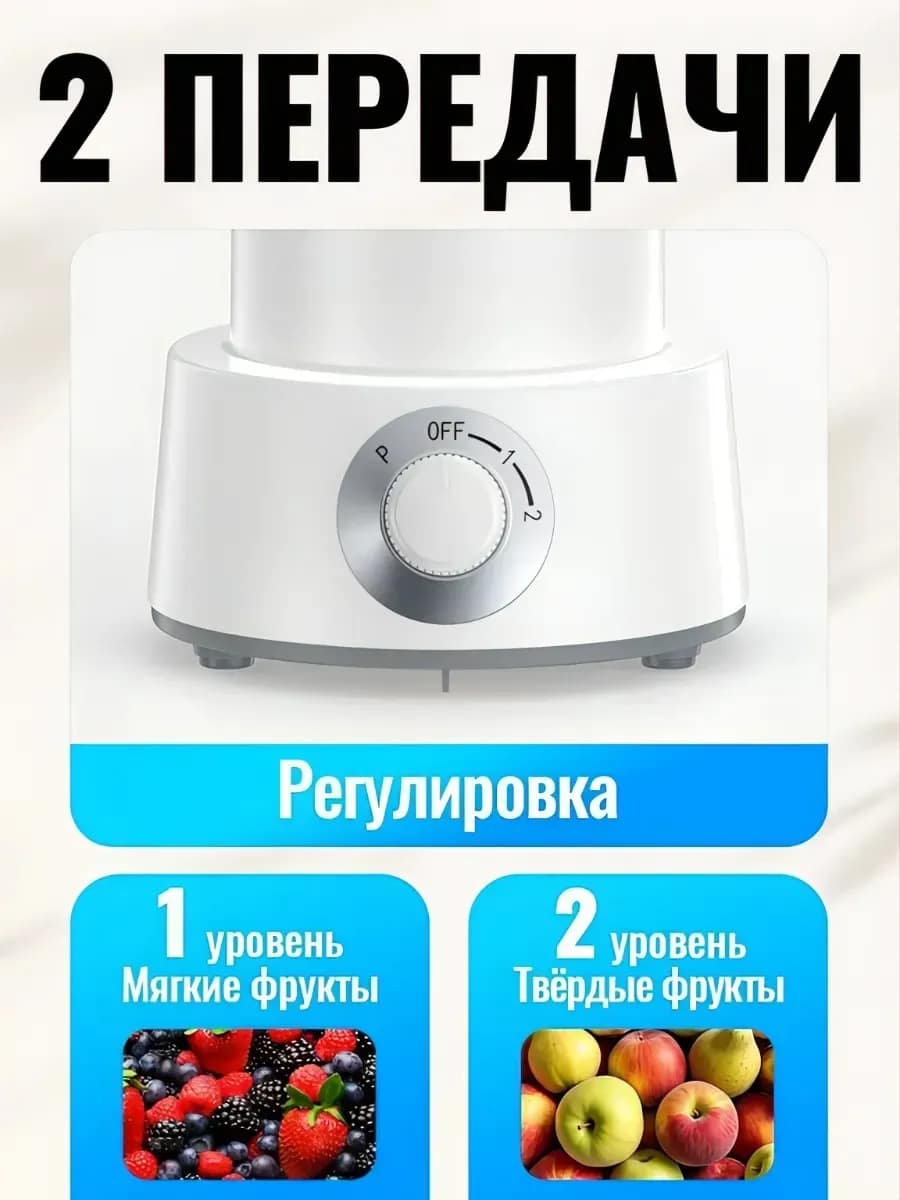 2 ПЕРЕДАЧИ
P OFF 1 2
Регулировка
1 уровень
Мягкие фрукты
2 уровень
Твёрдые фрукты